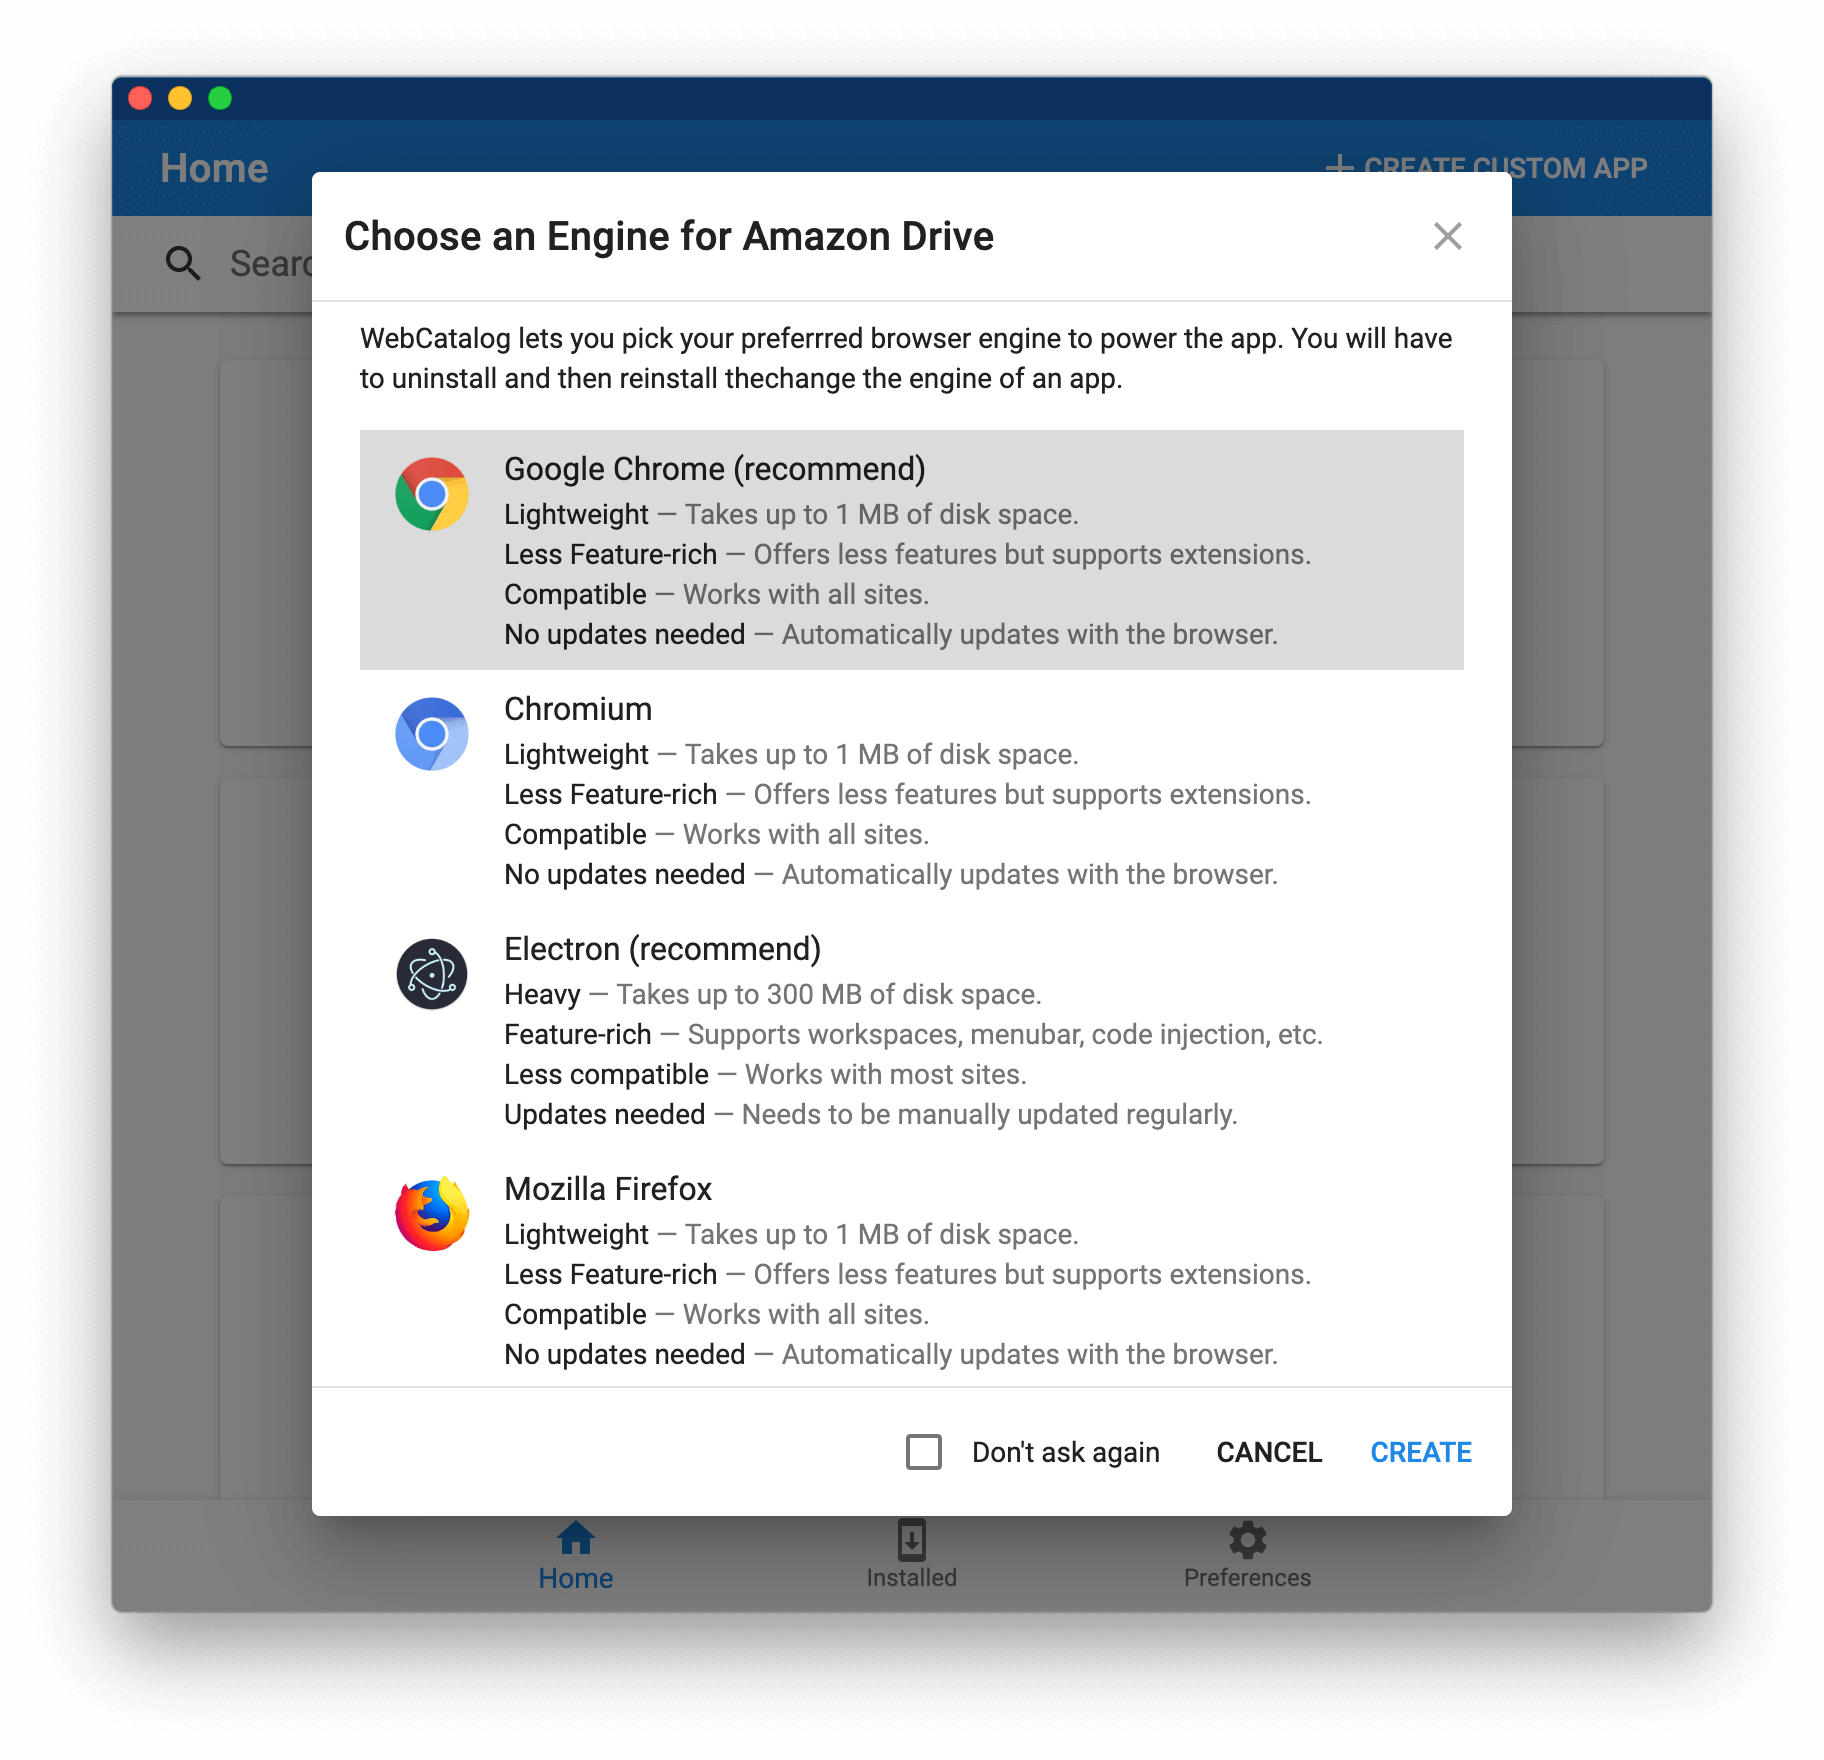 Home
CREATE CUSTOM APP
Choose an Engine for Amazon Drive
WebCatalog lets you pick your preferrred browser engine to power the app. You will have
to uninstall and then reinstall thechange the engine of an app.
Google Chrome (recommend)
Lightweight — Takes up to 1 MB of disk space.
Less Feature-rich — Offers less features but supports extensions.
Compatible — Works with all sites.
No updates needed — Automatically updates with the browser.
Chromium
Lightweight — Takes up to 1 MB of disk space.
Less Feature-rich — Offers less features but supports extensions.
Compatible — Works with all sites.
No updates needed — Automatically updates with the browser.
Electron (recommend)
Heavy — Takes up to 300 MB of disk space.
Feature-rich — Supports workspaces, menubar, code injection, etc.
Less compatible — Works with most sites.
Updates needed — Needs to be manually updated regularly.
Mozilla Firefox
Lightweight — Takes up to 1 MB of disk space.
Less Feature-rich — Offers less features but supports extensions.
Compatible — Works with all sites.
No updates needed — Automatically updates with the browser.
Don't ask again
CANCEL
CREATE
Home
Installed
Preferences